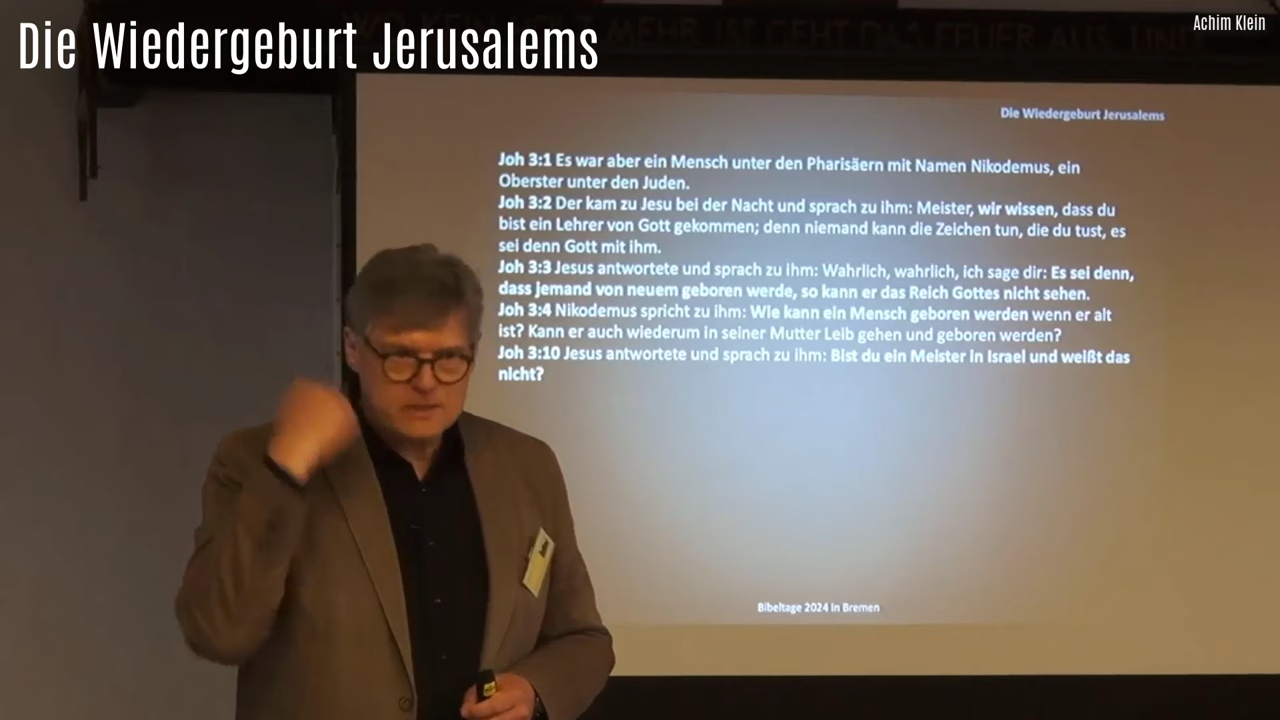 Die Wiedergeburt Jerusalems
Achim Klein
MEHR IST GEHT DAS FEUER AUS, UND
Die Wiedergeburt Jerusalems
Joh 3:1 Es war aber ein Mensch unter den Pharisäern mit Namen Nikodemus, ein
Oberster unter den Juden.
Joh 3:2 Der kam zu Jesu bei der Nacht und sprach zu ihm: Meister, wir wissen, dass du
bist ein Lehrer von Gott gekommen; denn niemand kann die Zeichen tun, die du tust, es
sei denn Gott mit ihm.
Joh 3:3 Jesus antwortete und sprach zu ihm: Wahrlich, wahrlich, ich sage dir: Es sei denn,
dass jemand von neuem geboren werde, so kann er das Reich Gottes nicht sehen.
Joh 3:4 Nikodemus spricht zu ihm: Wie kann ein Mensch geboren werden wenn er alt
ist? Kann er auch wiederum in seiner Mutter Leib gehen und geboren werden?
Joh 3:10 Jesus antwortete und sprach zu ihm: Bist du ein Meister in Israel und weißt das
nicht?
Bibeltage 2024 in Bremen